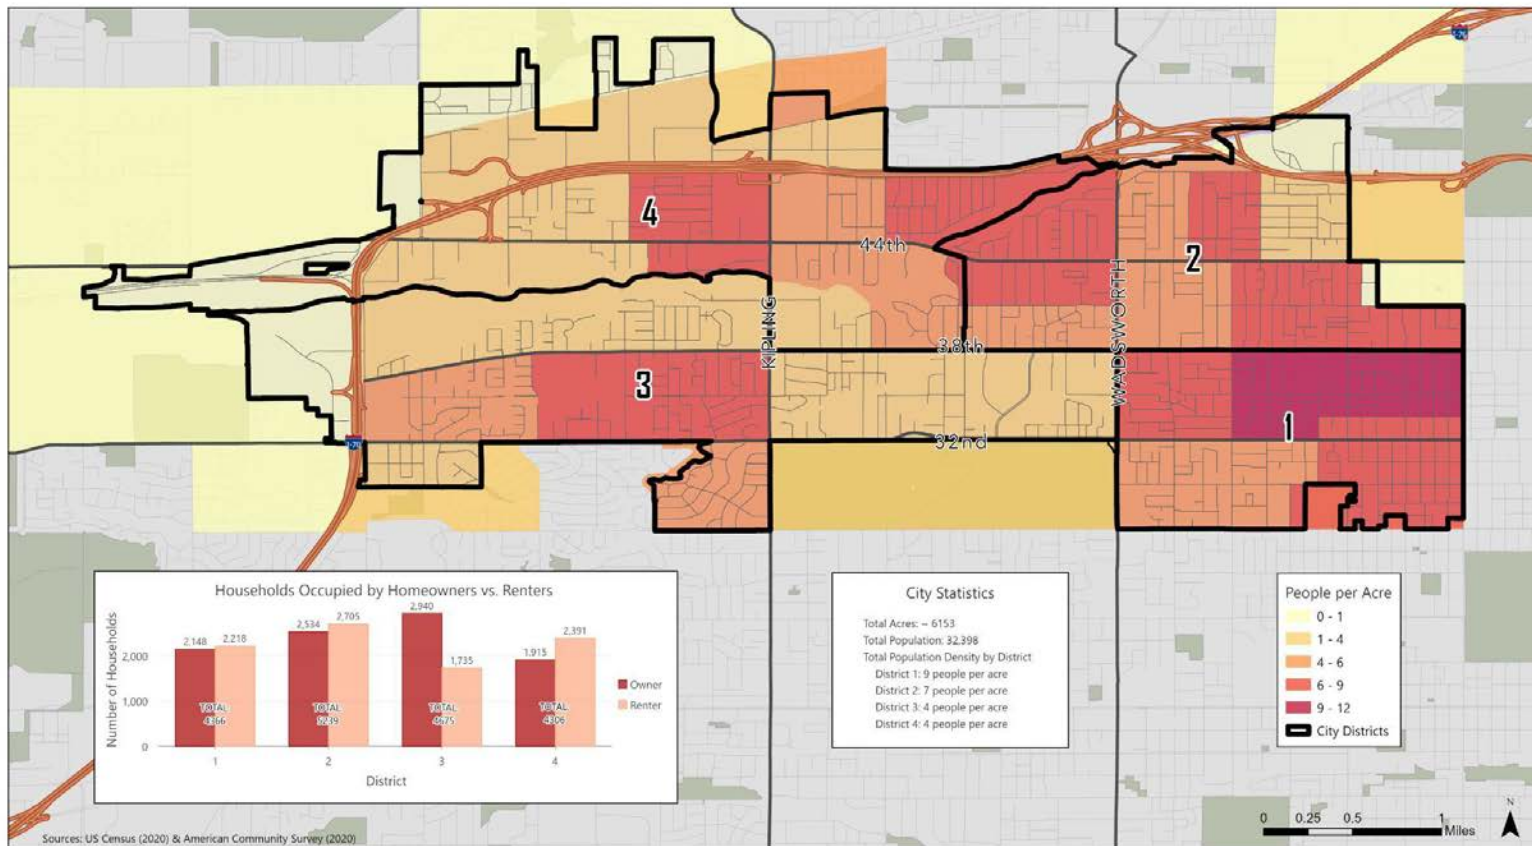 I-70
4
44th
2
KIPLING
WADSWORTH
38th
3
1
32nd
I-70
Households Occupied by Homeowners vs. Renters
Number of Households
2,000
1,000
0
2,148
2,218
2,534
2,705
2,940
1,735
1,915
2,391
TOTAL:
4366
TOTAL:
5239
TOTAL:
4675
TOTAL:
4306
1
2
3
4
District
Owner
Renter
City Statistics
Total Acres: ~ 6153
Total Population: 32,398
Total Population Density by District
District 1: 9 people per acre
District 2: 7 people per acre
District 3: 4 people per acre
District 4: 4 people per acre
People per Acre
0 - 1
1 - 4
4 - 6
6 - 9
9 - 12
City Districts
N
0 0.25 0.5 1
Miles
Sources: US Census (2020) & American Community Survey (2020)